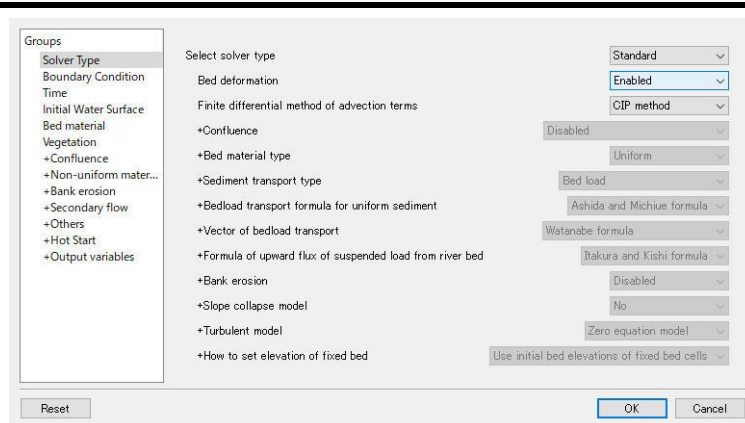 Groups
Solver Type
Boundary Condition
Time
Initial Water Surface
Bed material
Vegetation
+Confluence
+Non-uniform mater...
+Bank erosion
+Secondary flow
+Others
+Hot Start
+Output variables
Select solver type Standard
Bed deformation Enabled
Finite differential method of advection terms CIP method
+Confluence Disabled
+Bed material type Uniform
+Sediment transport type Bed load
+Bedload transport formula for uniform sediment Ashida and Michiue formula
+Vector of bedload transport Watanabe formula
+Formula of upward flux of suspended load from river bed Itakura and Kishi formula
+Bank erosion Disabled
+Slope collapse model No
+Turbulent model Zero equation model
+How to set elevation of fixed bed Use initial bed elevations of fixed bed cells
Reset OK Cancel